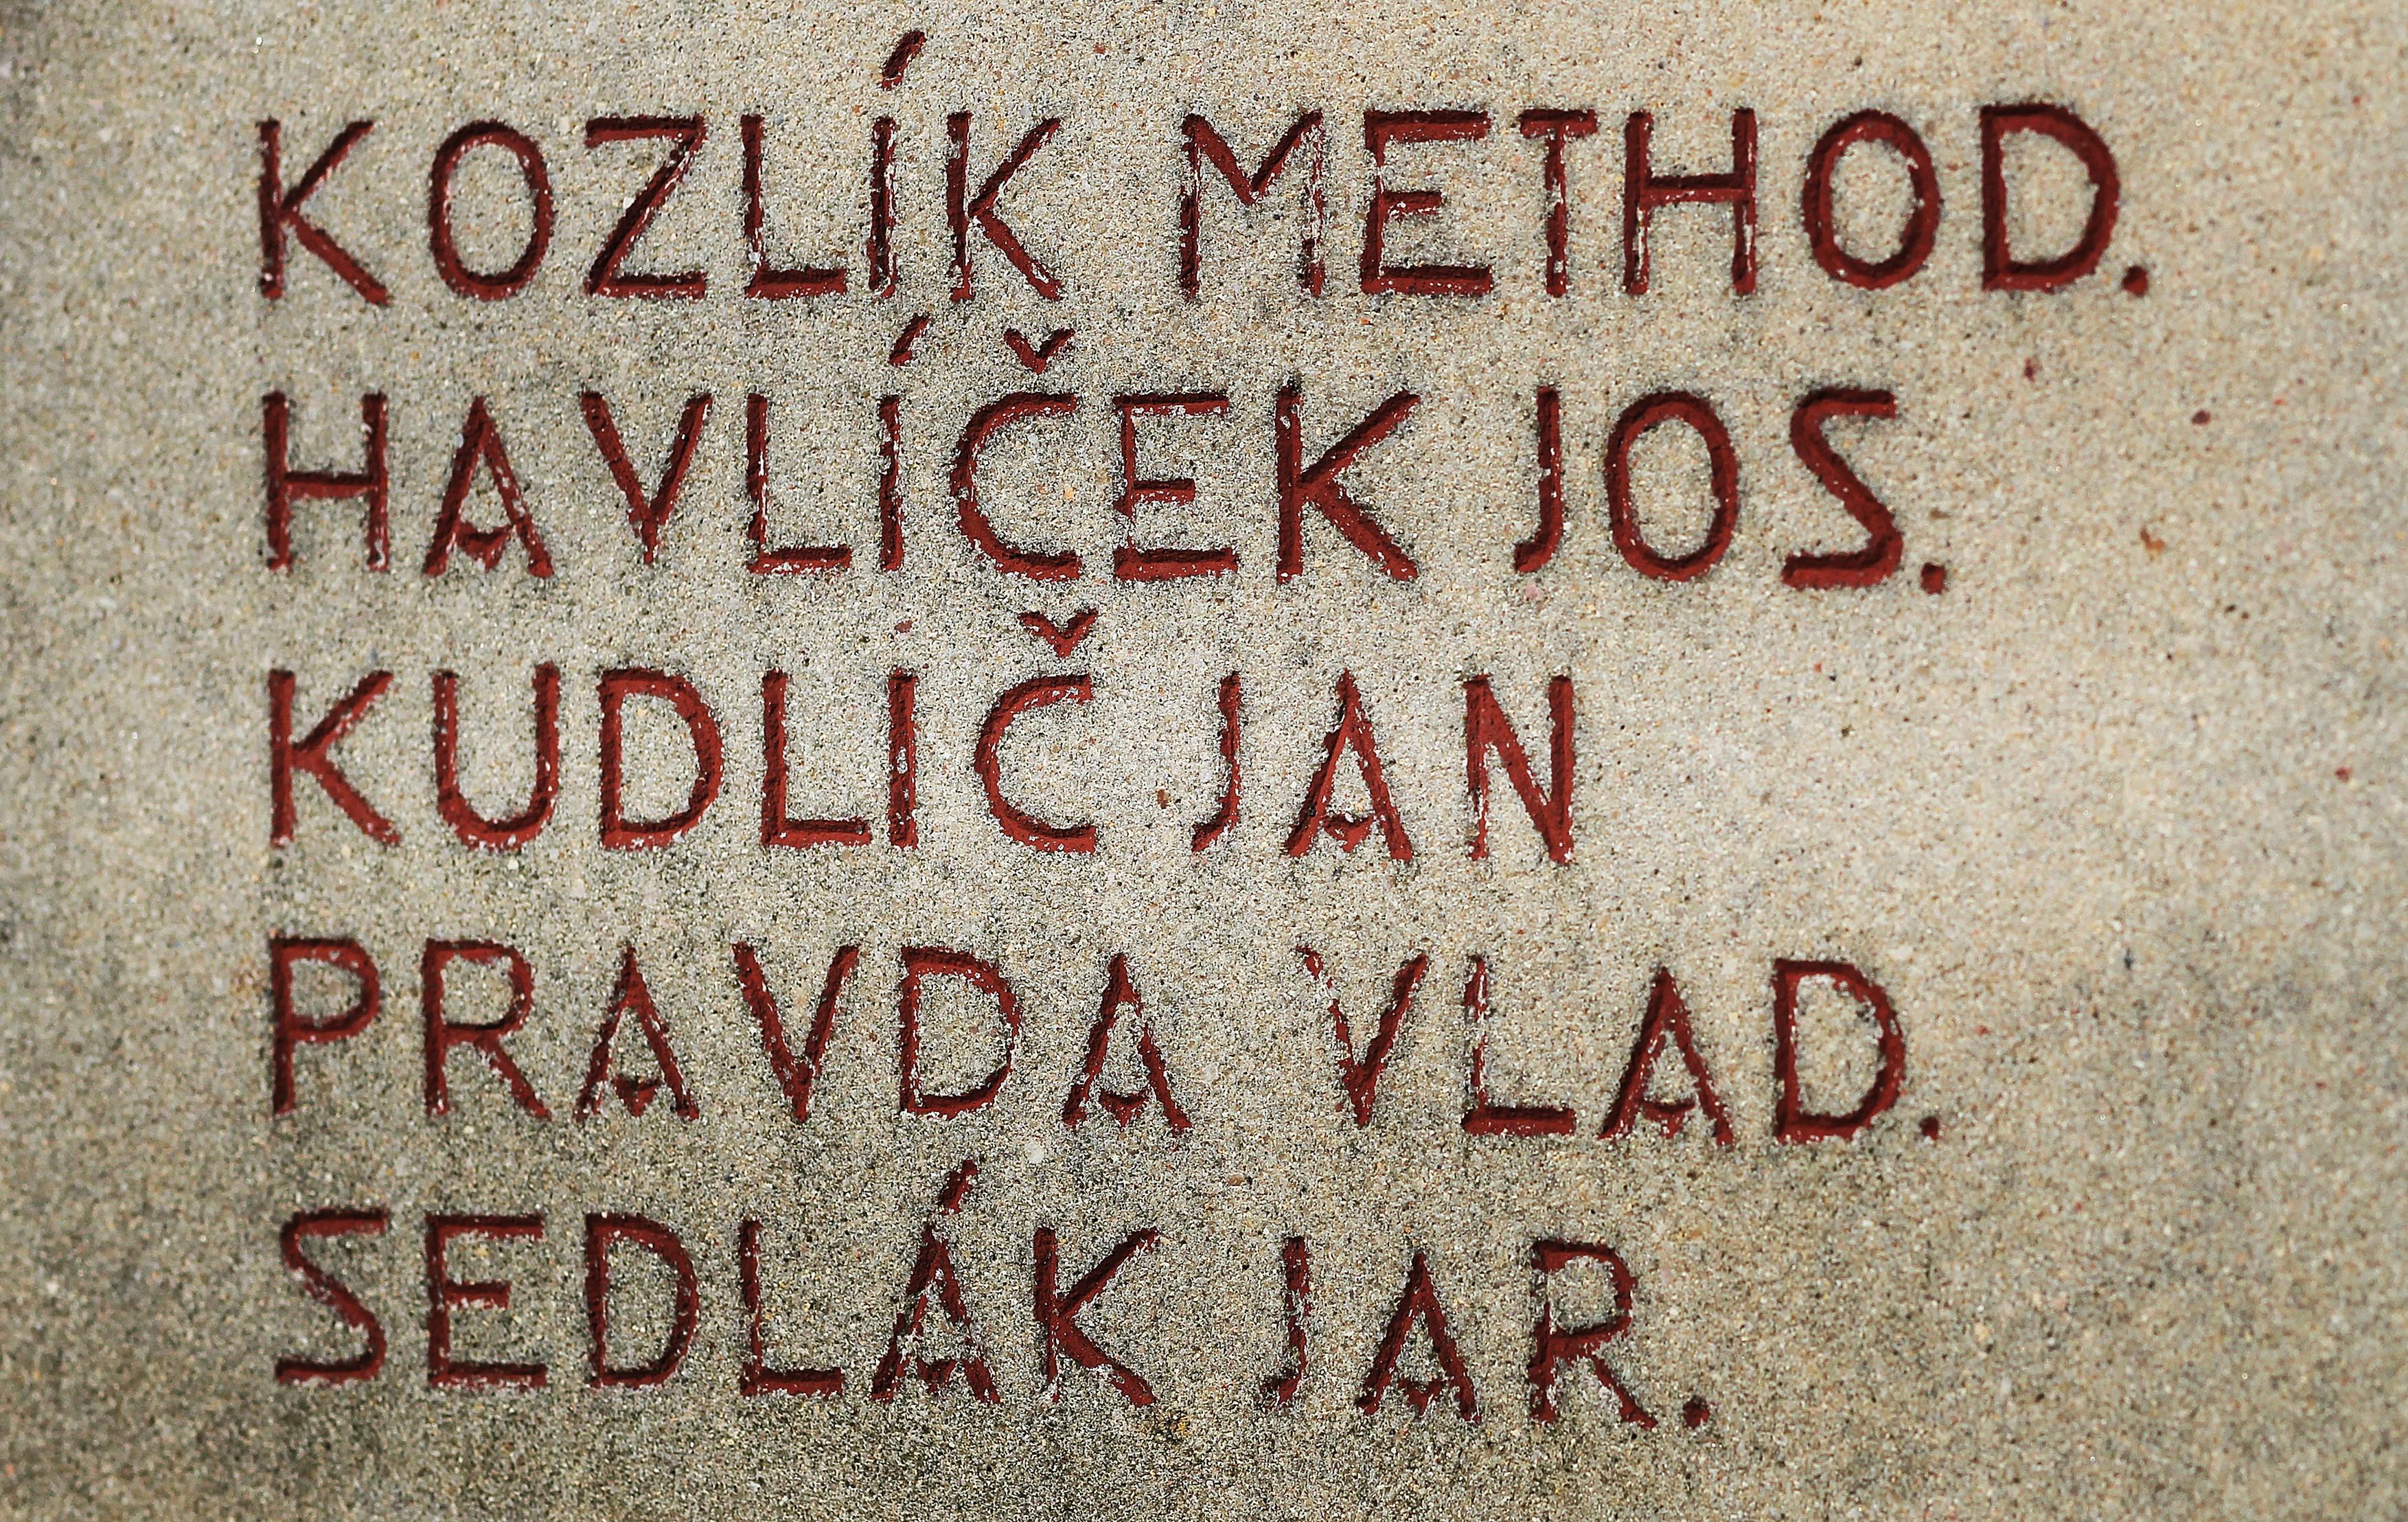 KOZLÍK METHOD.
HAVLÍČEK JOS.
KUDLIČ JAN
PRAVDA VLAD.
SEDLÁK JAR.